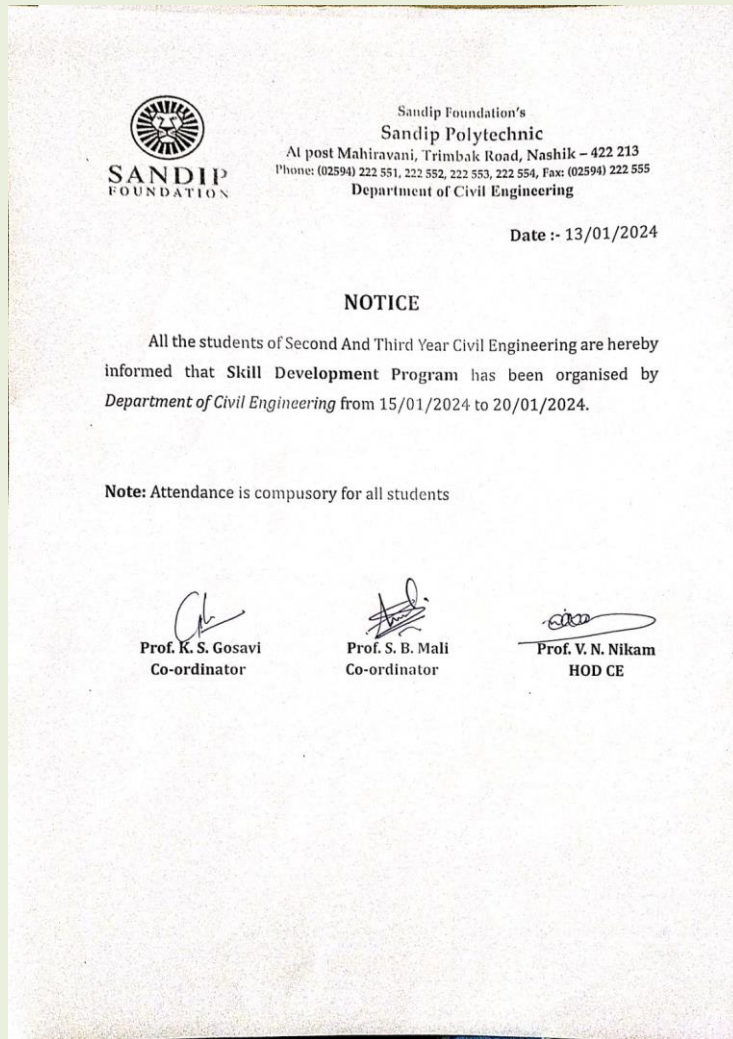 SANDIP
FOUNDATION
Sandip Foundation's
Sandip Polytechnic
At post Mahiravani, Trimbak Road, Nashik – 422 213
Phone: (02594) 222 551, 222 552, 222 553, 222 554, Fax: (02594) 222 555
Department of Civil Engineering
Date :- 13/01/2024
NOTICE
All the students of Second And Third Year Civil Engineering are hereby
informed that Skill Development Program has been organised by
Department of Civil Engineering from 15/01/2024 to 20/01/2024.
Note: Attendance is compusory for all students
Prof. K. S. Gosavi Prof. S. B. Mali Prof. V. N. Nikam
Co-ordinator Co-ordinator HOD CE